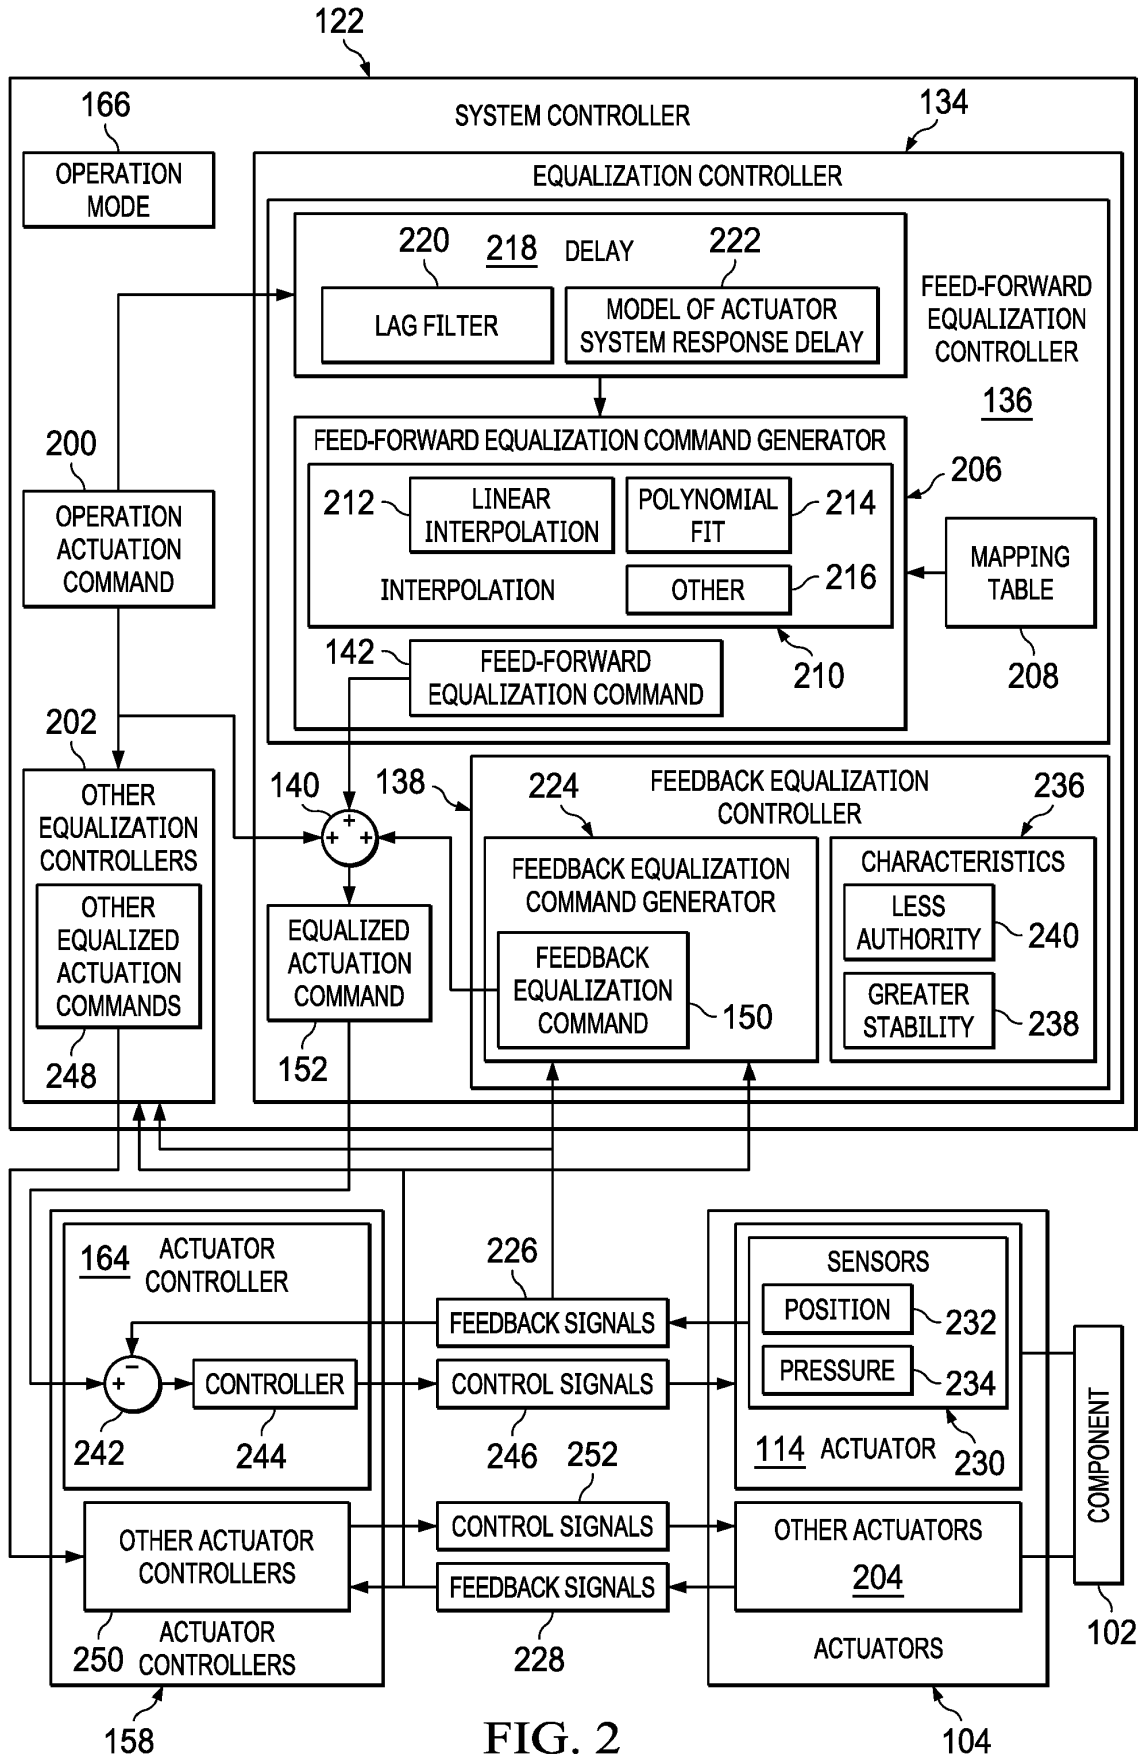 122
SYSTEM CONTROLLER
166
OPERATION
MODE
134
EQUALIZATION CONTROLLER
220
218 DELAY
222
LAG FILTER
MODEL OF ACTUATOR
SYSTEM RESPONSE DELAY
FEED-FORWARD
EQUALIZATION
CONTROLLER
136
200
OPERATION
ACTUATION
COMMAND
FEED-FORWARD EQUALIZATION COMMAND GENERATOR
206
212
LINEAR
INTERPOLATION
POLYNOMIAL
FIT
214
INTERPOLATION
OTHER
216
210
MAPPING
TABLE
208
142
FEED-FORWARD
EQUALIZATION COMMAND
202
OTHER
EQUALIZATION
CONTROLLERS
OTHER
EQUALIZED
ACTUATION
COMMANDS
248
140
+
+ +
EQUALIZED
ACTUATION
COMMAND
152
138
FEEDBACK EQUALIZATION
CONTROLLER
224
FEEDBACK EQUALIZATION
COMMAND GENERATOR
FEEDBACK
EQUALIZATION
COMMAND
150
236
CHARACTERISTICS
LESS
AUTHORITY
240
GREATER
STABILITY
238
164 ACTUATOR
CONTROLLER
−
+
242
CONTROLLER
244
226
FEEDBACK SIGNALS
CONTROL SIGNALS
246
SENSORS
POSITION
232
PRESSURE
234
230
114 ACTUATOR
252
CONTROL SIGNALS
FEEDBACK SIGNALS
228
OTHER ACTUATOR
CONTROLLERS
250
ACTUATOR
CONTROLLERS
158
OTHER ACTUATORS
204
ACTUATORS
104
COMPONENT
102
FIG. 2